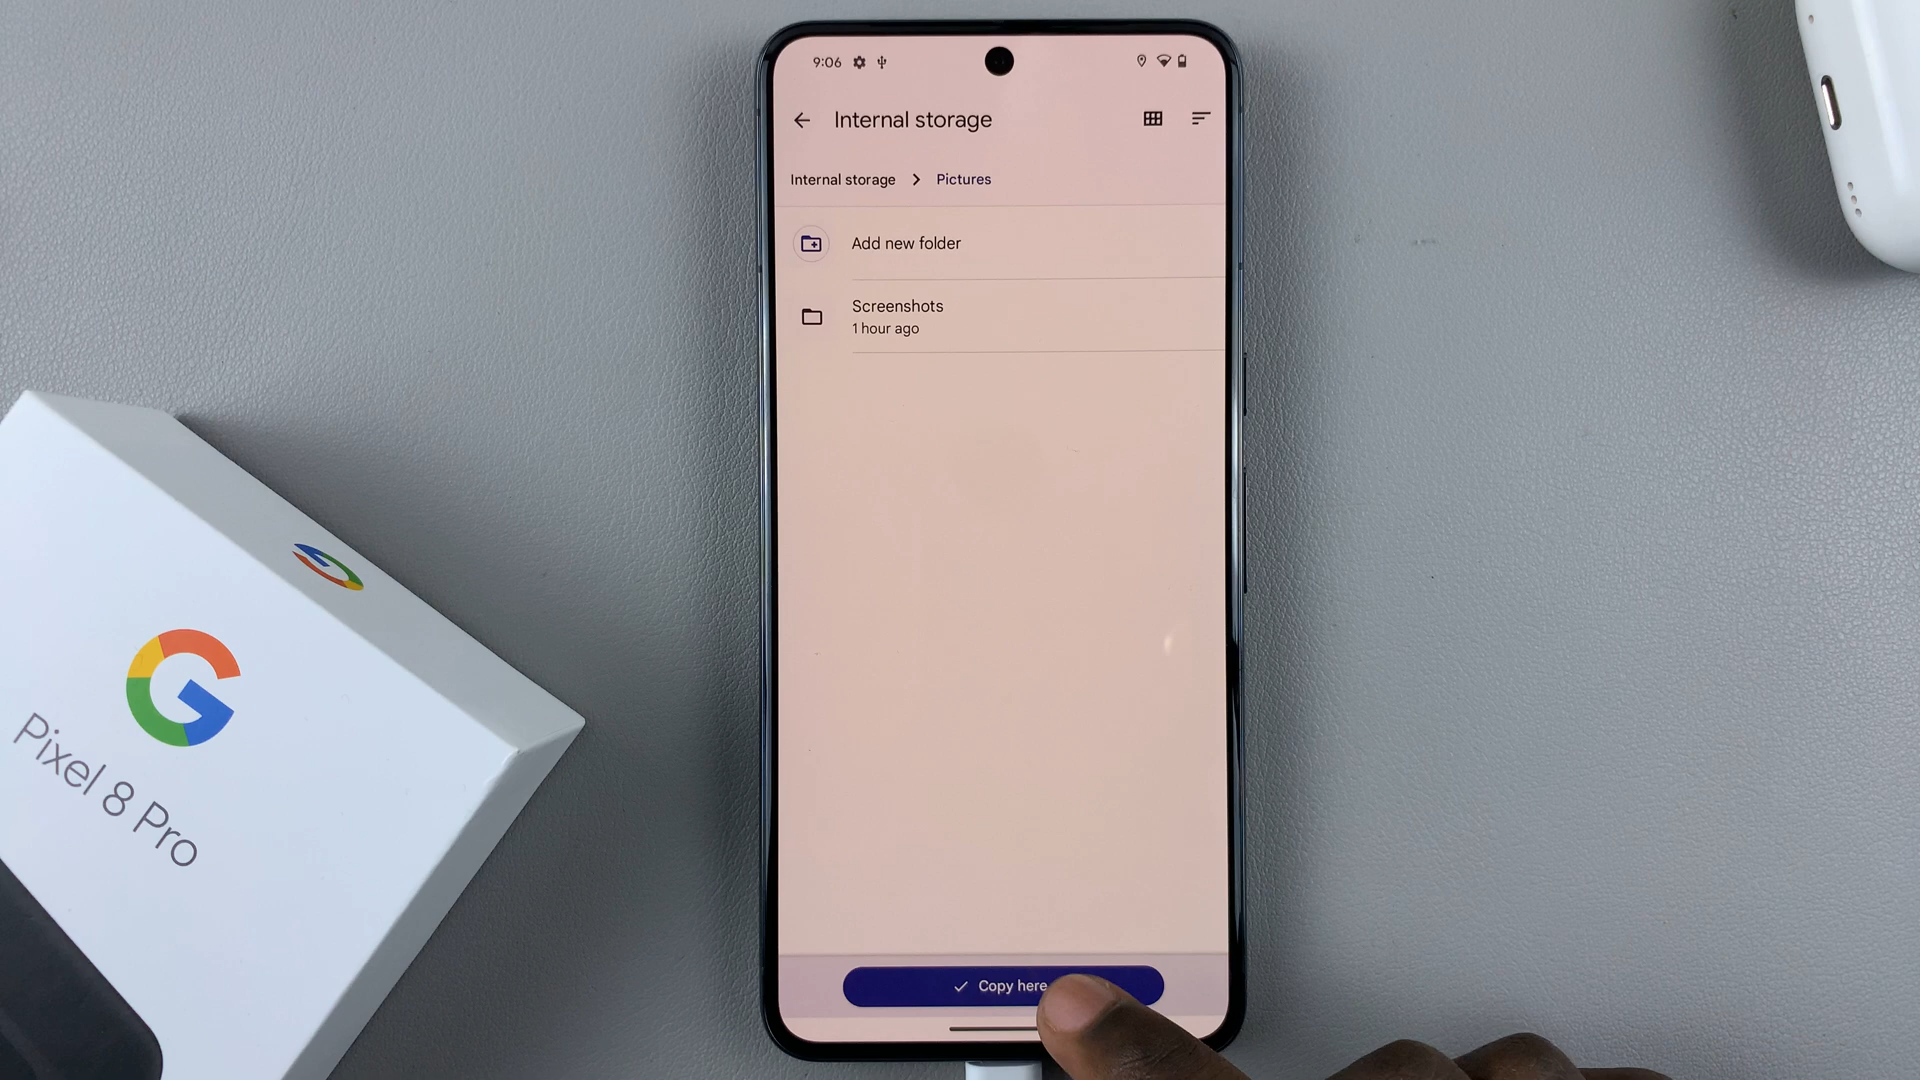 9:06
Internal storage
Internal storage > Pictures
Add new folder
Screenshots
1 hour ago
Copy here
G
Pixel 8 Pro